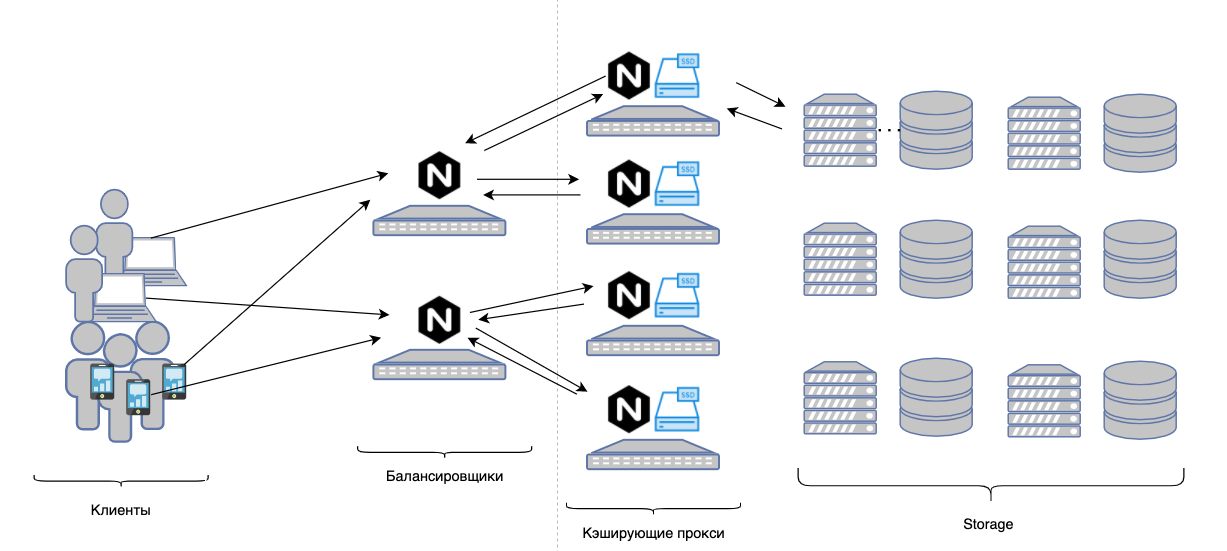 N
SSD
N
SSD
N
N
SSD
N
N
SSD
Балансировщики
Клиенты
Storage
Кэширующие прокси